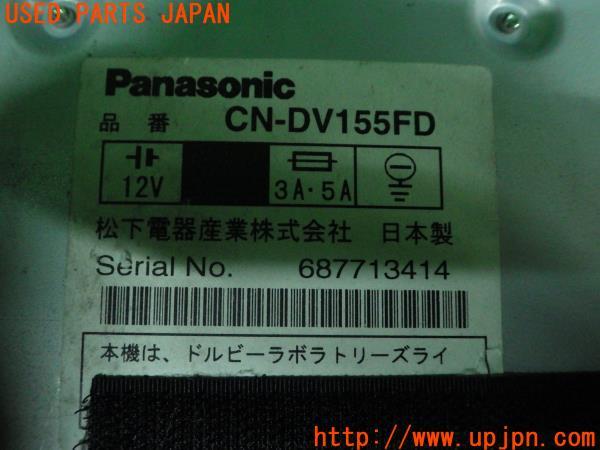 USED PARTS JAPAN
Panasonic
品番 CN-DV155FD
12V
3A・5A
松下電器産業株式会社 日本製
Serial No. 687713414
本機は、ドルビーラボラトリーズライ
http://www.upjpn.com